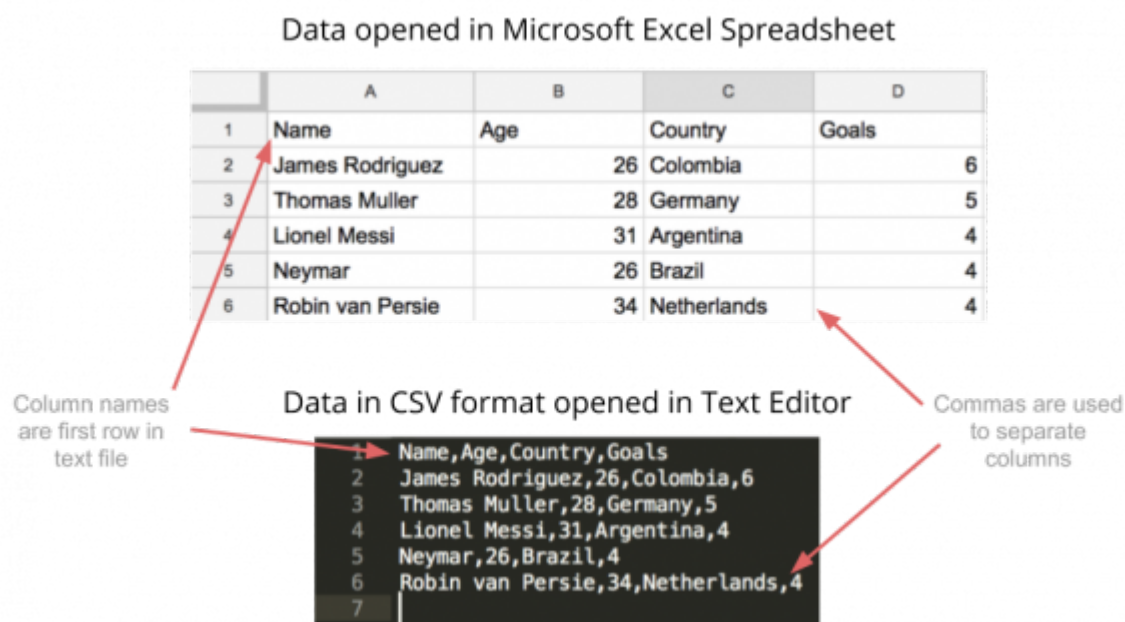 Data opened in Microsoft Excel Spreadsheet
A B C D
1 Name Age Country Goals
2 James Rodriguez 26 Colombia 6
3 Thomas Muller 28 Germany 5
4 Lionel Messi 31 Argentina 4
5 Neymar 26 Brazil 4
6 Robin van Persie 34 Netherlands 4
Column names
are first row in
text file
Data in CSV format opened in Text Editor
Commas are used
to separate
columns
1 Name,Age,Country,Goals
2 James Rodriguez,26,Colombia,6
3 Thomas Muller,28,Germany,5
4 Lionel Messi,31,Argentina,4
5 Neymar,26,Brazil,4
6 Robin van Persie,34,Netherlands,4
7